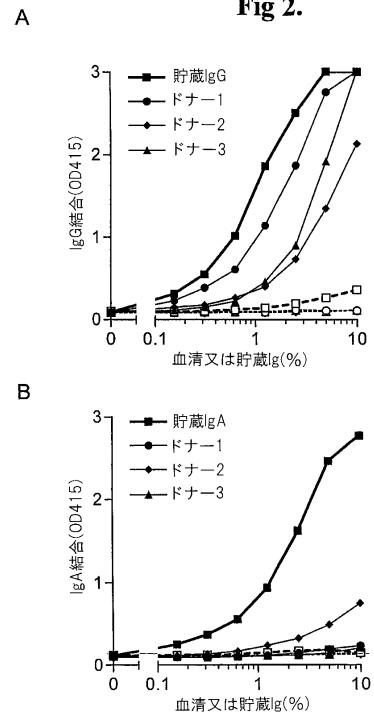 Fig 2.
A
3
2
1
0
IgG結合(OD415)
貯蔵IgG
ドナー1
ドナー2
ドナー3
0 0.1 1 10
血清又は貯蔵Ig(%)
B
3
2
1
0
IgA結合(OD415)
貯蔵IgA
ドナー1
ドナー2
ドナー3
0 0.1 1 10
血清又は貯蔵Ig(%)